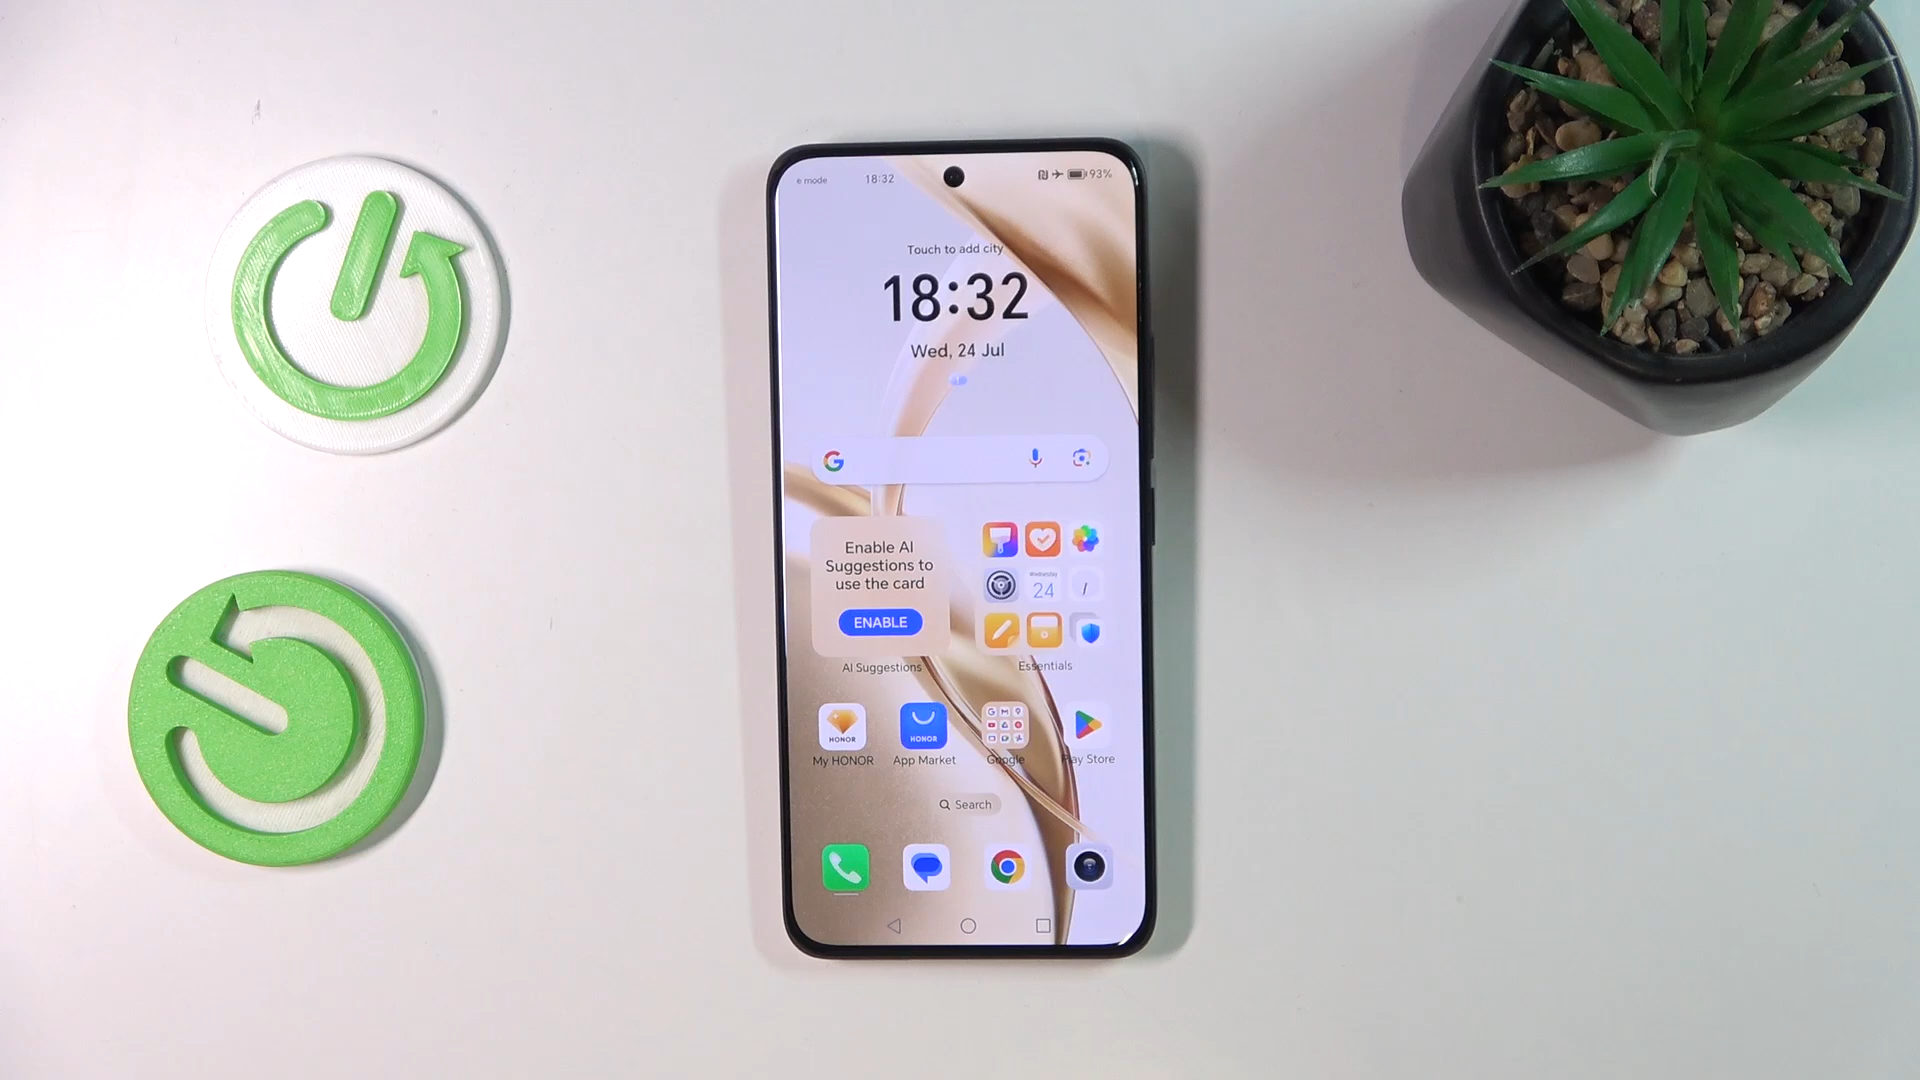 e mode 18:32 93%
Touch to add city
18:32
Wed, 24 Jul
Enable AI
Suggestions to
use the card
ENABLE
Wednesday
24
AI Suggestions Essentials
HONOR HONOR
My HONOR App Market Google Play Store
Search